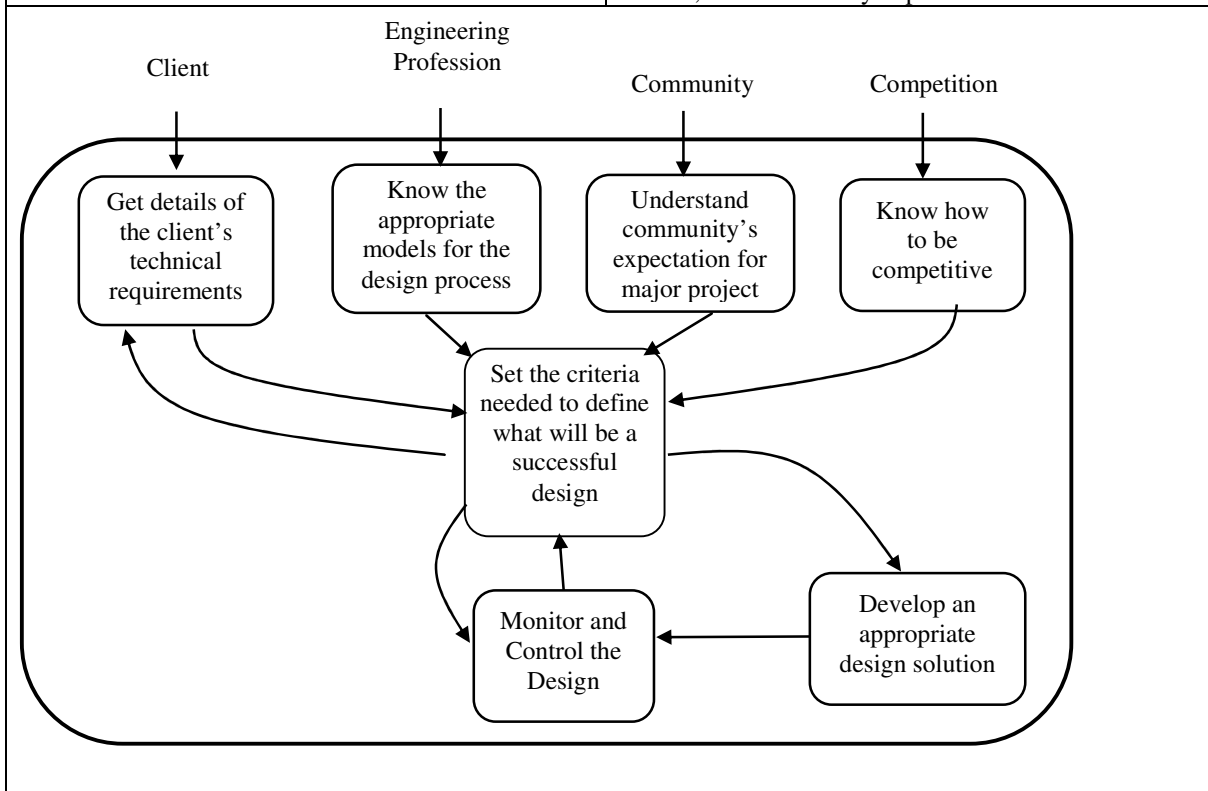 Client
Engineering
Profession
Community
Competition
Get details of
the client's
technical
requirements
Know the
appropriate
models for the
design process
Understand
community's
expectation for
major project
Know how
to be
competitive
Set the criteria
needed to define
what will be a
successful
design
Monitor and
Control the
Design
Develop an
appropriate
design solution